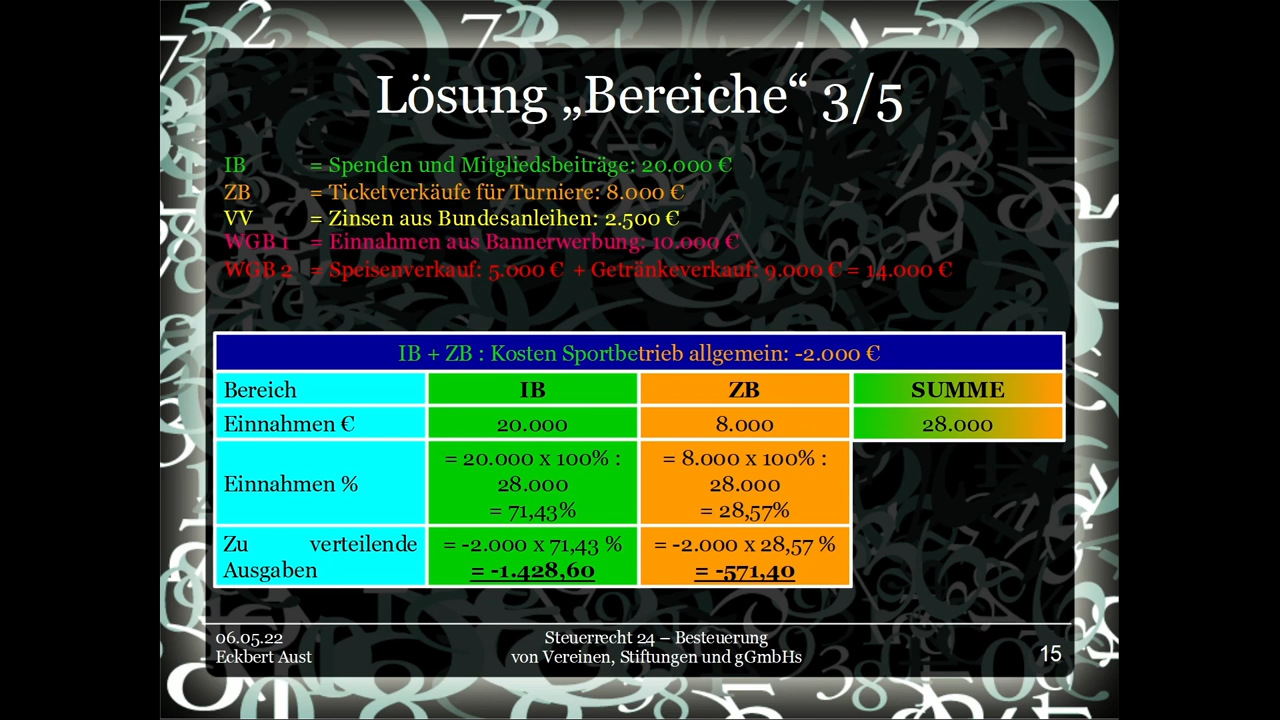 Lösung „Bereiche“ 3/5
IB = Spenden und Mitgliedsbeiträge: 20.000 €
ZB = Ticketverkäufe für Turniere: 8.000 €
VV = Zinsen aus Bundesanleihen: 2.500 €
WGB 1 = Einnahmen aus Bannerwerbung: 10.000 €
WGB 2 = Speisenverkauf: 5.000 € + Getränkeverkauf: 9.000 € = 14.000 €
IB + ZB : Kosten Sportbetrieb allgemein: -2.000 €
Bereich IB ZB SUMME
Einnahmen € 20.000 8.000 28.000
Einnahmen %
= 20.000 x 100% :
28.000
= 71,43%
= 8.000 x 100% :
28.000
= 28,57%
Zu verteilende
Ausgaben
= -2.000 x 71,43 %
= -1.428,60
= -2.000 x 28,57 %
= -571,40
06.05.22
Eckbert Aust
Steuerrecht 24 – Besteuerung
von Vereinen, Stiftungen und gGmbHs
15